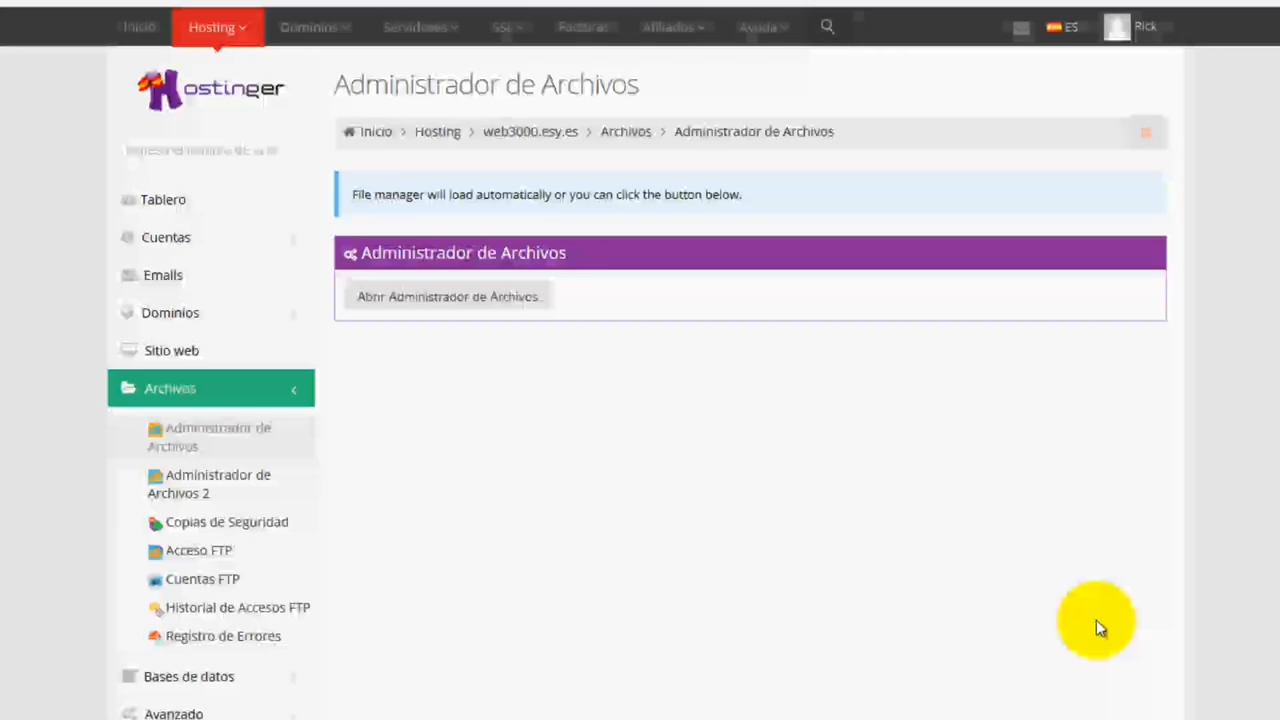 Inicio
Hosting
Dominios
Servidores
SSL
Facturas
Afiliados
Ayuda
ES
Rick
Hostinger
Administrador de Archivos
Inicio > Hosting > web3000.esy.es > Archivos > Administrador de Archivos
File manager will load automatically or you can click the button below.
Administrador de Archivos
Abrir Administrador de Archivos
Tablero
Cuentas
Emails
Dominios
Sitio web
Archivos
Administrador de
Archivos
Administrador de
Archivos 2
Copias de Seguridad
Acceso FTP
Cuentas FTP
Historial de Accesos FTP
Registro de Errores
Bases de datos
Avanzado